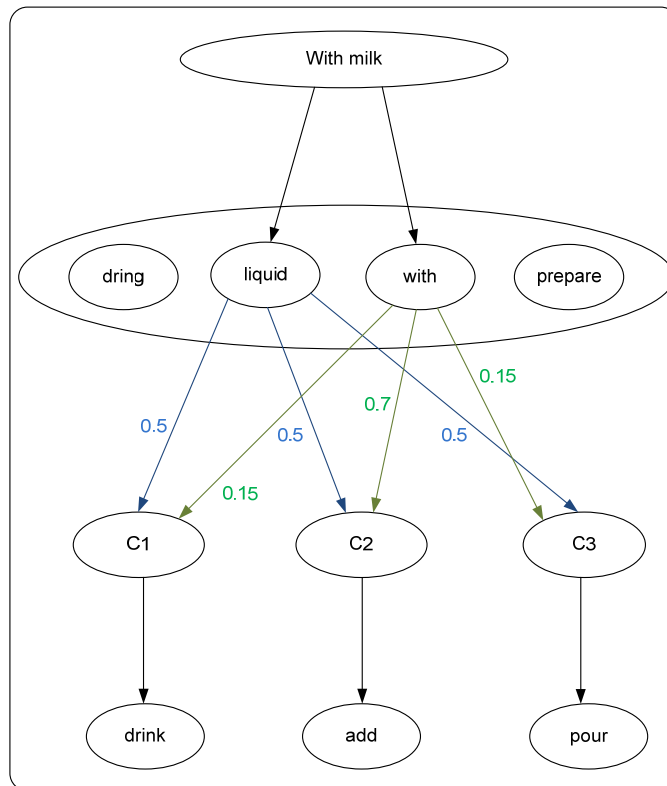 With milk
dring
liquid
with
prepare
0.15
0.7
0.5
0.5
0.5
0.15
C1
C2
C3
drink
add
pour